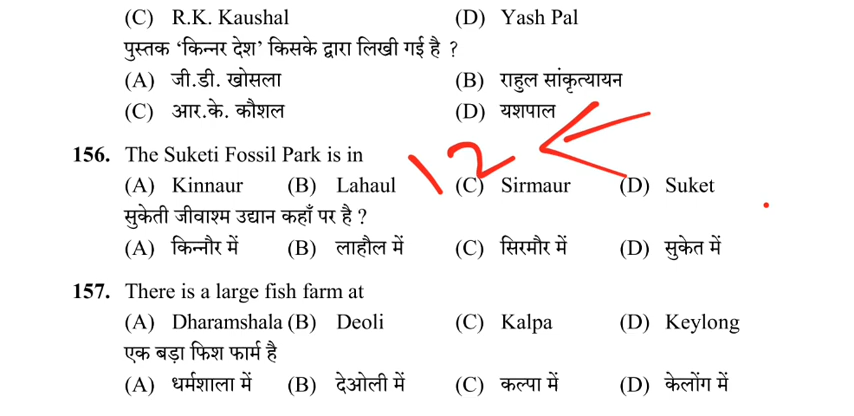 (C) R.K. Kaushal (D) Yash Pal
पुस्तक ‘किन्नर देश’ किसके द्वारा लिखी गई है ?
(A) जी.डी. खोसला (B) राहुल सांकृत्यायन
(C) आर.के. कौशल (D) यशपाल
12 <
156. The Suketi Fossil Park is in
(A) Kinnaur (B) Lahaul (C) Sirmaur (D) Suket
सुकेती जीवाश्म उद्यान कहाँ पर है ?
(A) किन्नौर में (B) लाहौल में (C) सिरमौर में (D) सुकेत में
157. There is a large fish farm at
(A) Dharamshala (B) Deoli (C) Kalpa (D) Keylong
एक बड़ा फिश फार्म है
(A) धर्मशाला में (B) देओली में (C) कल्पा में (D) केलोंग में